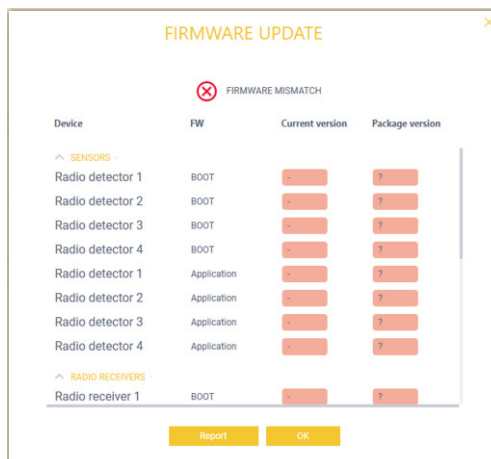 FIRMWARE UPDATE
FIRMWARE MISMATCH
Device FW Current version Package version
SENSORS
Radio detector 1 BOOT - ?
Radio detector 2 BOOT - ?
Radio detector 3 BOOT - ?
Radio detector 4 BOOT - ?
Radio detector 1 Application - ?
Radio detector 2 Application - ?
Radio detector 3 Application - ?
Radio detector 4 Application - ?
RADIO RECEIVERS
Radio receiver 1 BOOT - ?
Report OK